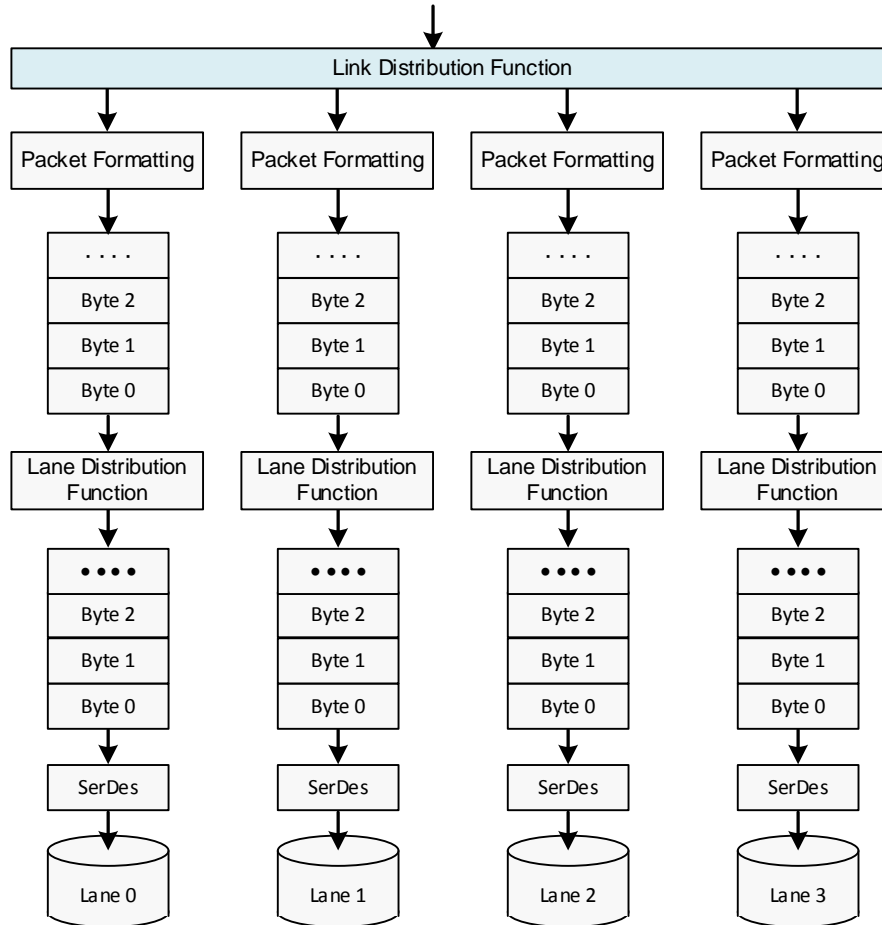 Link Distribution Function
Packet Formatting Packet Formatting Packet Formatting Packet Formatting
. . . . . . . . . . . . . . . .
Byte 2 Byte 2 Byte 2 Byte 2
Byte 1 Byte 1 Byte 1 Byte 1
Byte 0 Byte 0 Byte 0 Byte 0
Lane Distribution Lane Distribution Lane Distribution Lane Distribution
Function Function Function Function
•••• •••• •••• ••••
Byte 2 Byte 2 Byte 2 Byte 2
Byte 1 Byte 1 Byte 1 Byte 1
Byte 0 Byte 0 Byte 0 Byte 0
SerDes SerDes SerDes SerDes
Lane 0 Lane 1 Lane 2 Lane 3